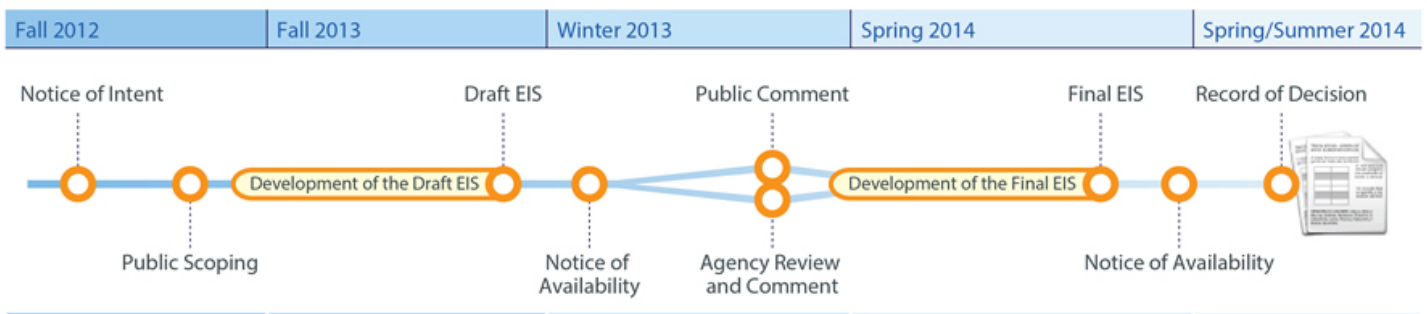 Fall 2012
Fall 2013
Winter 2013
Spring 2014
Spring/Summer 2014
Notice of Intent
Draft EIS
Public Comment
Final EIS
Record of Decision
Development of the Draft EIS
Development of the Final EIS
Public Scoping
Notice of
Availability
Agency Review
and Comment
Notice of Availability